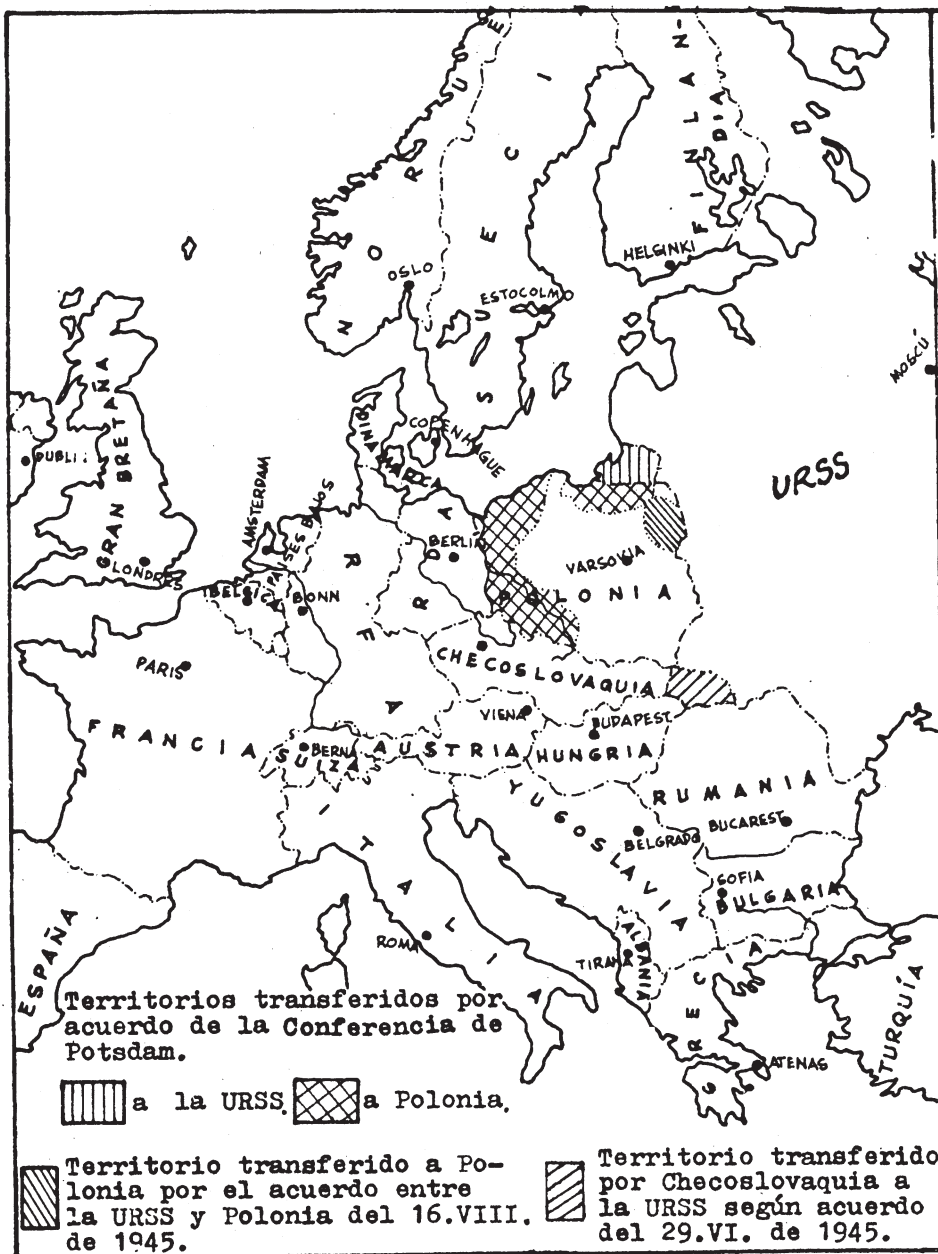 NORUEGA
SUECIA
FINLANDIA
HELSINKI
OSLO
ESTOCOLMO
MOSCÚ
GRAN BRETAÑA
DINAMARCA
COPENHAGUE
URSS
AMSTERDAM
PAISES BAJOS
LONDRES
BELGICA
BONN
RFA
RDA
BERLIN
VARSOVIA
POLONIA
PARIS
CHECOSLOVAQUIA
VIENA
BUDAPEST
FRANCIA
SUIZA
BERNA
AUSTRIA
HUNGRIA
RUMANIA
YUGOSLAVIA
BELGRADO
BUCAREST
ITALIA
SOFIA
BULGARIA
ESPAÑA
ROMA
ALBANIA
TIRANA
GRECIA
TURQUÍA
ATENAS
Territorios transferidos por
acuerdo de la Conferencia de
Potsdam.
a la URSS. a Polonia.
Territorio transferido a Po-
lonia por el acuerdo entre
la URSS y Polonia del 16.VIII.
de 1945.
Territorio transferido
por Checoslovaquia a
la URSS según acuerdo
del 29.VI. de 1945.